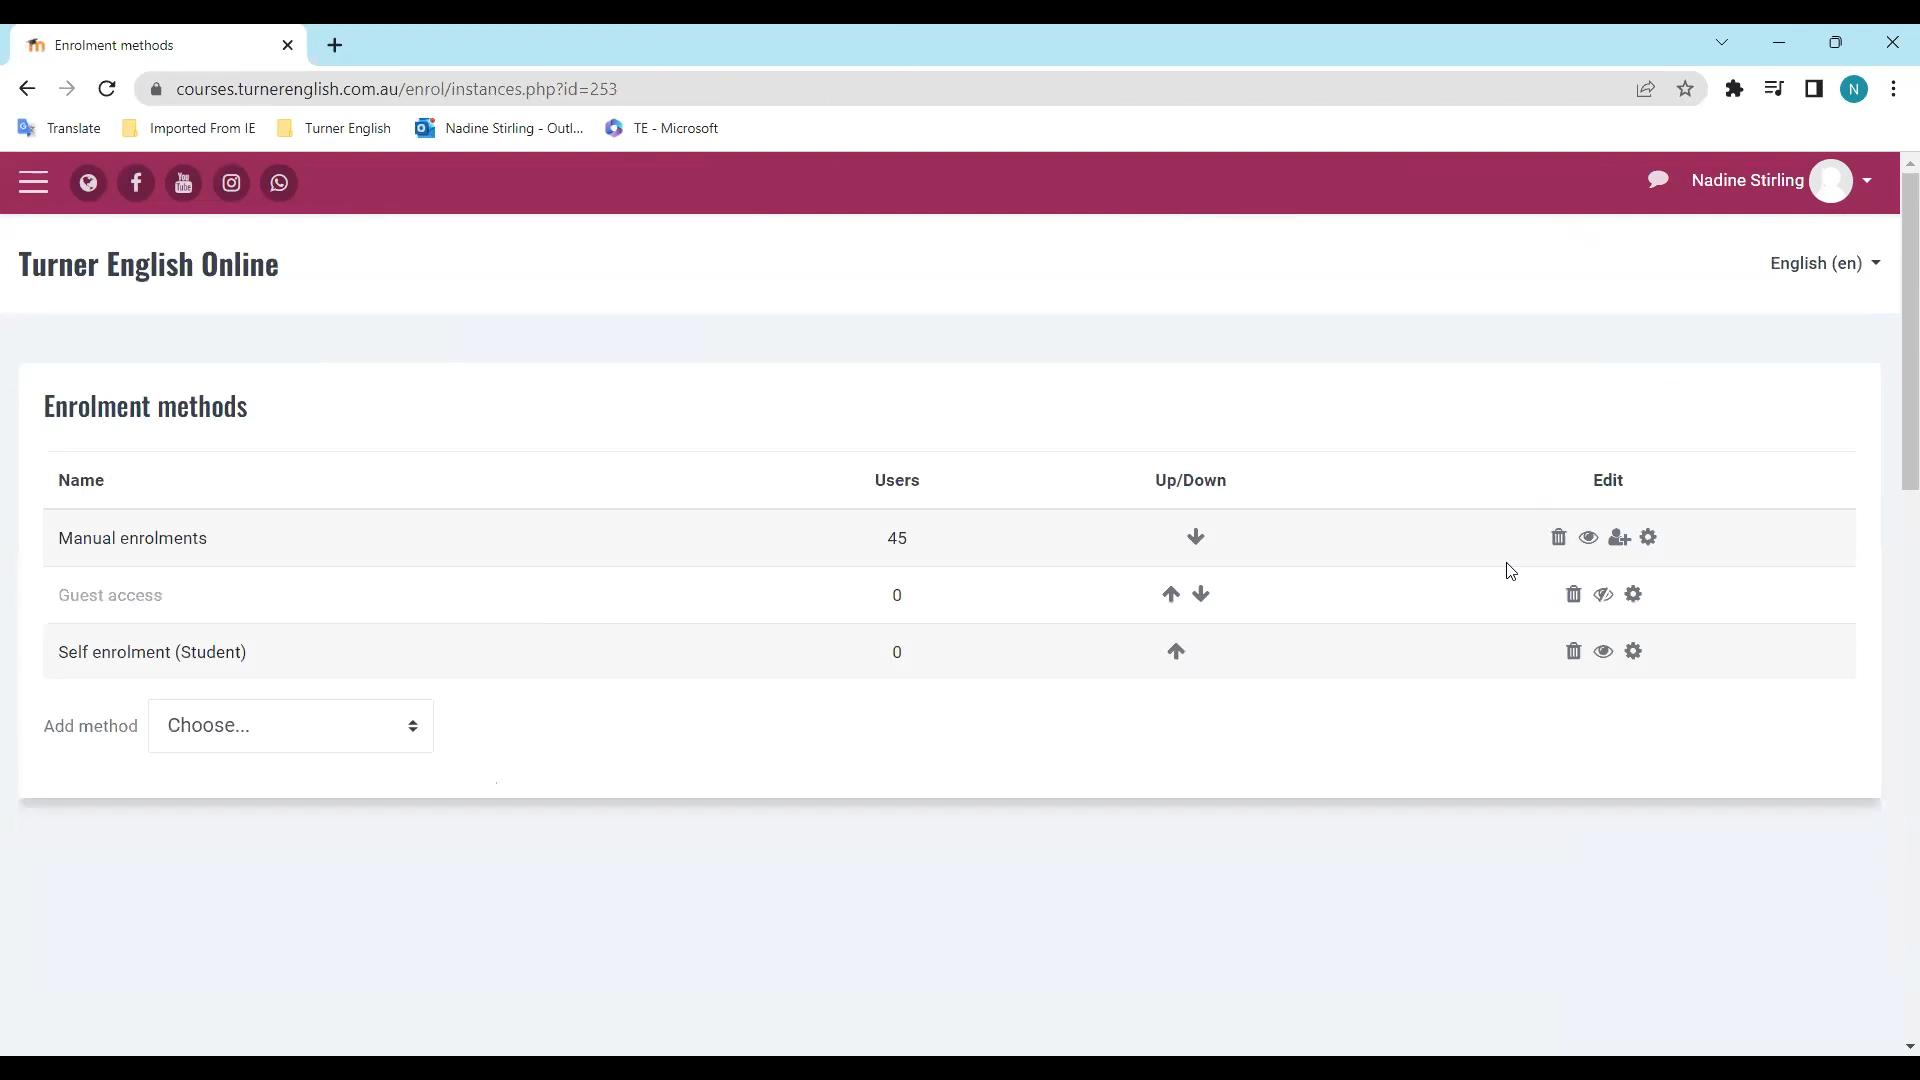 Enrolment methods
courses.turnerenglish.com.au/enrol/instances.php?id=253
N
Translate Imported From IE Turner English Nadine Stirling - Outl... TE - Microsoft
You Tube
Nadine Stirling
Turner English Online
English (en)
Enrolment methods
Name Users Up/Down Edit
Manual enrolments 45
Guest access 0
Self enrolment (Student) 0
Add method Choose...